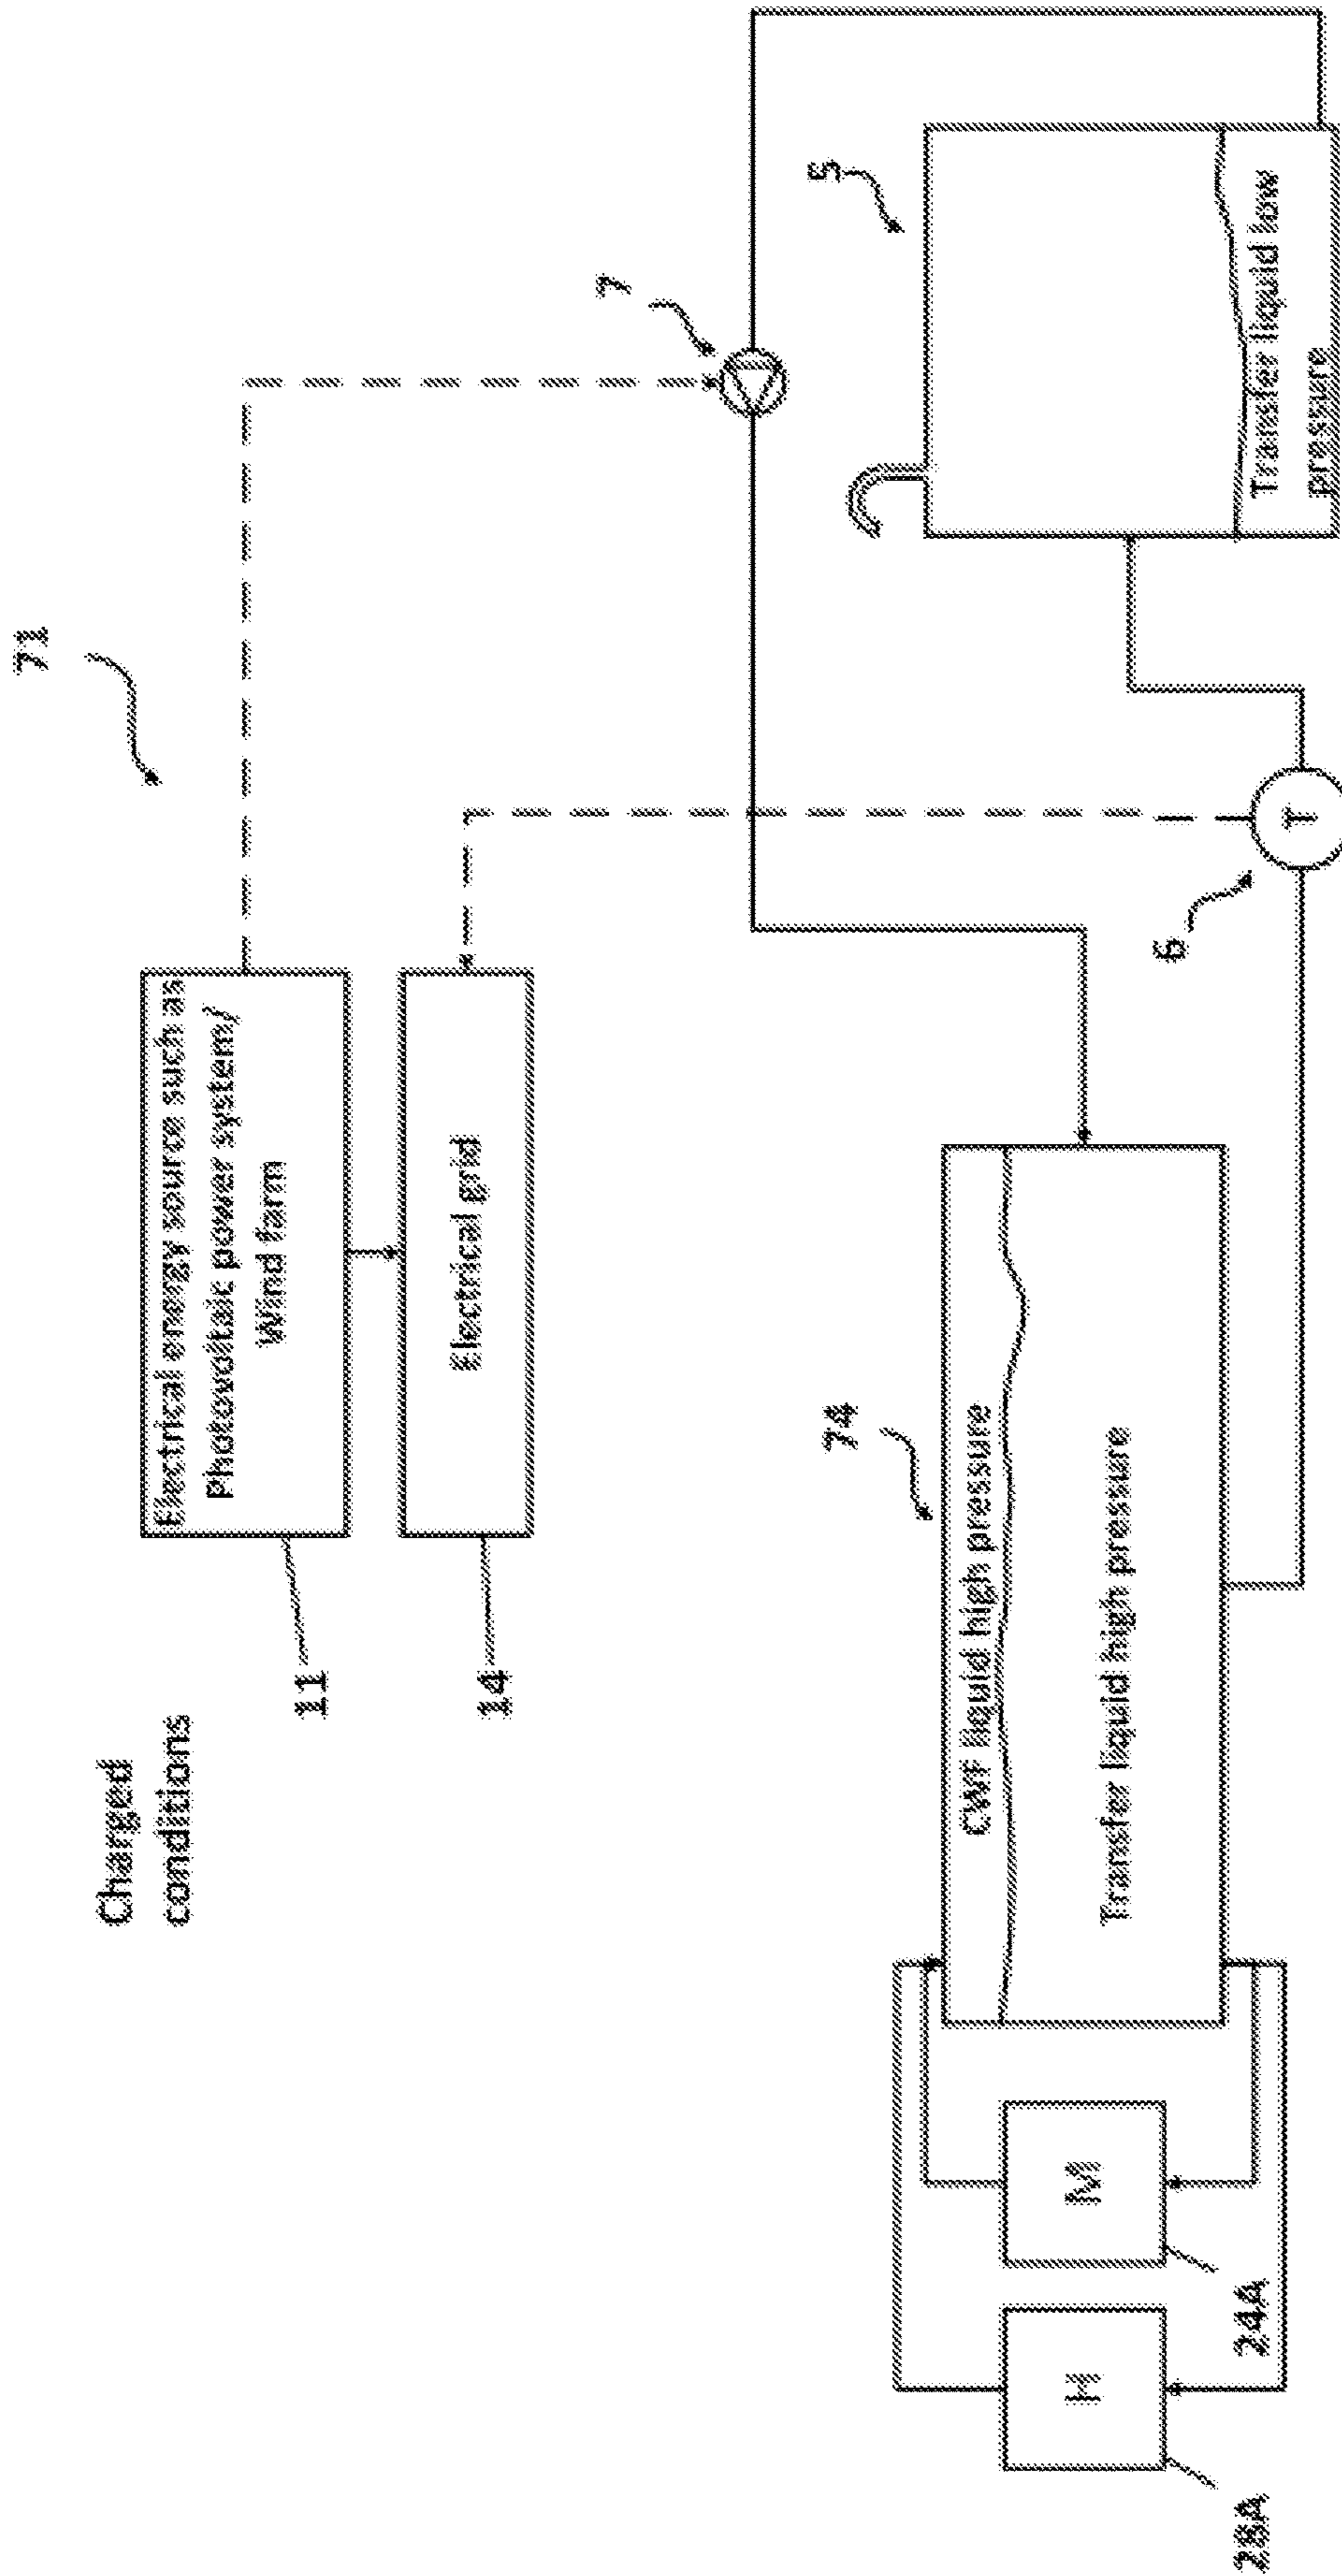 Charged
conditions
71
Electrical energy source such as
Photovoltaic power system/
Wind farm
11
Electrical grid
14
7
5
74
CWF liquid high pressure
Transfer liquid high pressure
H
M
28A
24A
6
T
Transfer liquid low
pressure